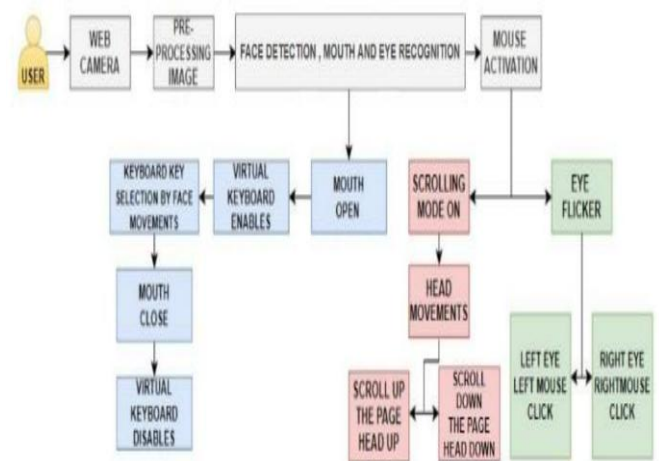 USER
WEB
CAMERA
PRE-
PROCESSING
IMAGE
FACE DETECTION , MOUTH AND EYE RECOGNITION
MOUSE
ACTIVATION
KEYBOARD KEY
SELECTION BY FACE
MOVEMENTS
VIRTUAL
KEYBOARD
ENABLES
MOUTH
OPEN
SCROLLING
MODE ON
EYE
FLICKER
MOUTH
CLOSE
HEAD
MOVEMENTS
VIRTUAL
KEYBOARD
DISABLES
SCROLL UP
THE PAGE
HEAD UP
SCROLL
DOWN
THE PAGE
HEAD DOWN
LEFT EYE
LEFT MOUSE
CLICK
RIGHT EYE
RIGHTMOUSE
CLICK